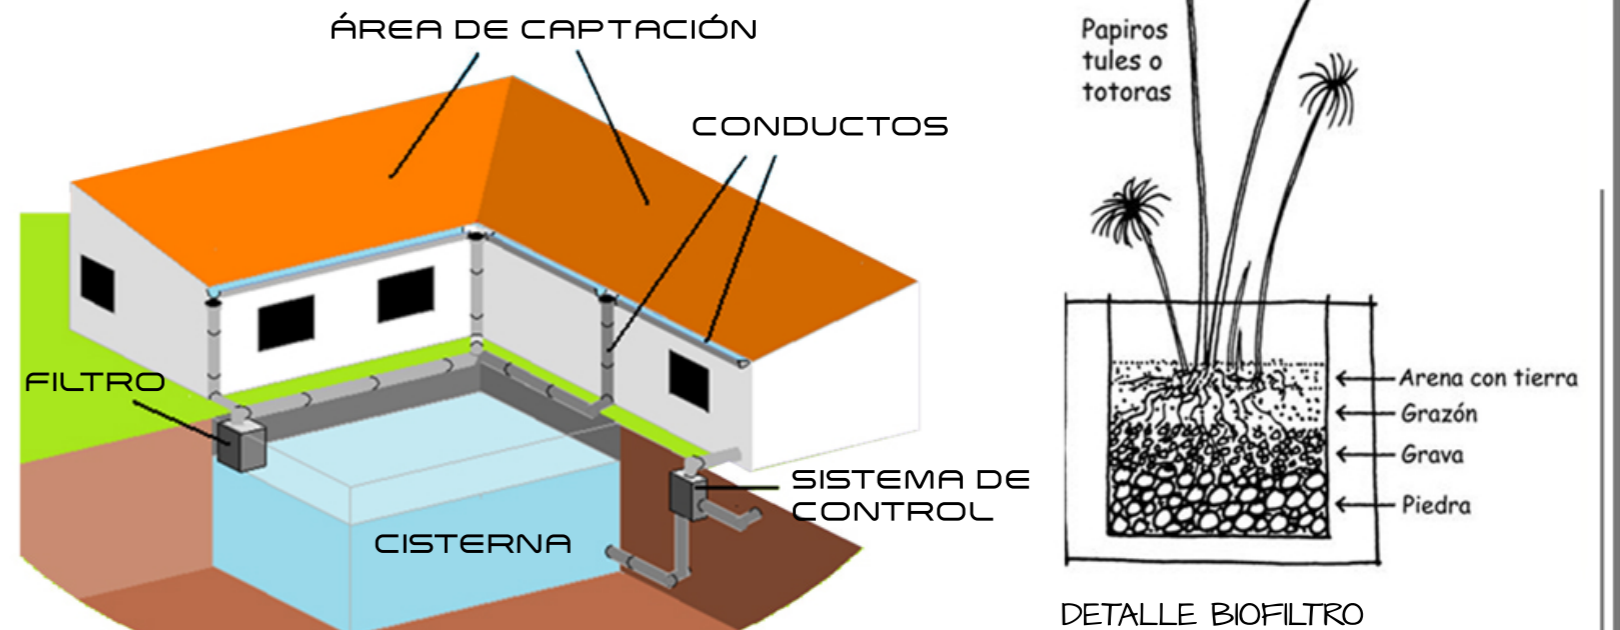 ÁREA DE CAPTACIÓN
CONDUCTOS
FILTRO
SISTEMA DE
CONTROL
CISTERNA
Papiros
tules o
totoras
Arena con tierra
Grazón
Grava
Piedra
DETALLE BIOFILTRO